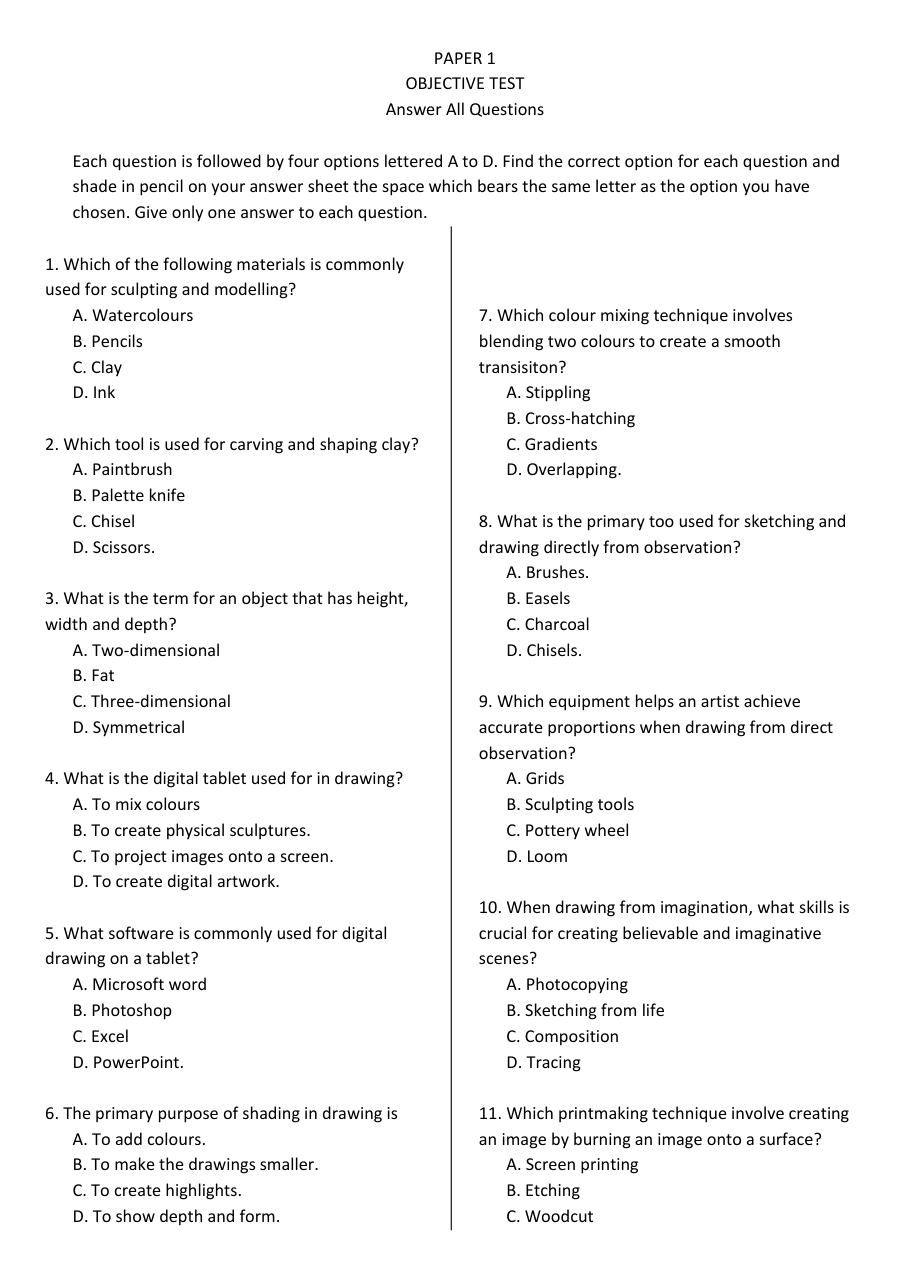 PAPER 1
OBJECTIVE TEST
Answer All Questions
Each question is followed by four options lettered A to D. Find the correct option for each question and
shade in pencil on your answer sheet the space which bears the same letter as the option you have
chosen. Give only one answer to each question.
1. Which of the following materials is commonly
used for sculpting and modelling?
A. Watercolours
B. Pencils
C. Clay
D. Ink
2. Which tool is used for carving and shaping clay?
A. Paintbrush
B. Palette knife
C. Chisel
D. Scissors.
3. What is the term for an object that has height,
width and depth?
A. Two-dimensional
B. Fat
C. Three-dimensional
D. Symmetrical
4. What is the digital tablet used for in drawing?
A. To mix colours
B. To create physical sculptures.
C. To project images onto a screen.
D. To create digital artwork.
5. What software is commonly used for digital
drawing on a tablet?
A. Microsoft word
B. Photoshop
C. Excel
D. PowerPoint.
6. The primary purpose of shading in drawing is
A. To add colours.
B. To make the drawings smaller.
C. To create highlights.
D. To show depth and form.
7. Which colour mixing technique involves
blending two colours to create a smooth
transisiton?
A. Stippling
B. Cross-hatching
C. Gradients
D. Overlapping.
8. What is the primary too used for sketching and
drawing directly from observation?
A. Brushes.
B. Easels
C. Charcoal
D. Chisels.
9. Which equipment helps an artist achieve
accurate proportions when drawing from direct
observation?
A. Grids
B. Sculpting tools
C. Pottery wheel
D. Loom
10. When drawing from imagination, what skills is
crucial for creating believable and imaginative
scenes?
A. Photocopying
B. Sketching from life
C. Composition
D. Tracing
11. Which printmaking technique involve creating
an image by burning an image onto a surface?
A. Screen printing
B. Etching
C. Woodcut